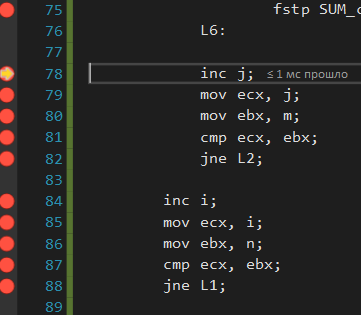 75 fstp SUM_
76 L6:
77
78 inc j; ≤ 1 мс прошло
79 mov ecx, j;
80 mov ebx, m;
81 cmp ecx, ebx;
82 jne L2;
83
84 inc i;
85 mov ecx, i;
86 mov ebx, n;
87 cmp ecx, ebx;
88 jne L1;
89